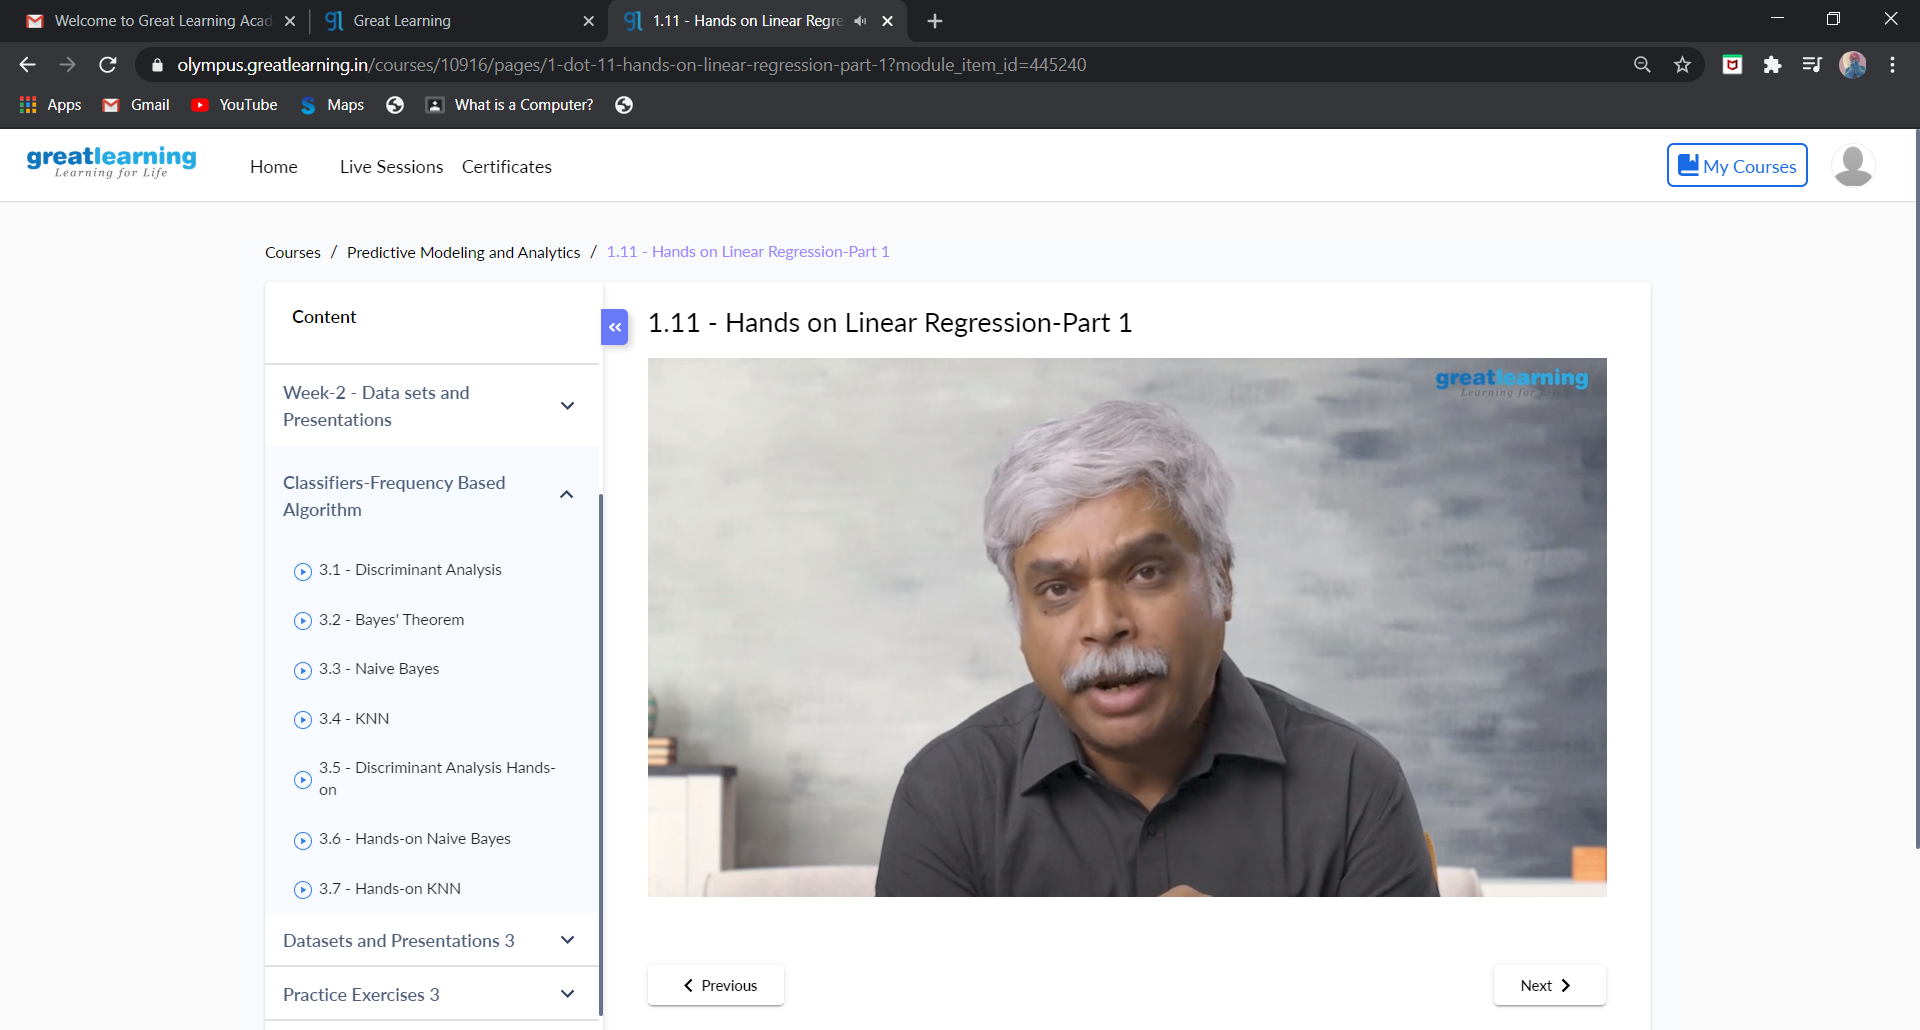 Welcome to Great Learning Acad
Great Learning
1.11 - Hands on Linear Regre
olympus.greatlearning.in/courses/10916/pages/1-dot-11-hands-on-linear-regression-part-1?module_item_id=445240
Apps
Gmail
YouTube
Maps
What is a Computer?
greatlearning
Learning for Life
Home
Live Sessions
Certificates
My Courses
Courses / Predictive Modeling and Analytics / 1.11 - Hands on Linear Regression-Part 1
Content
Week-2 - Data sets and
Presentations
Classifiers-Frequency Based
Algorithm
3.1 - Discriminant Analysis
3.2 - Bayes' Theorem
3.3 - Naive Bayes
3.4 - KNN
3.5 - Discriminant Analysis Hands-
on
3.6 - Hands-on Naive Bayes
3.7 - Hands-on KNN
Datasets and Presentations 3
Practice Exercises 3
1.11 - Hands on Linear Regression-Part 1
greatlearning
Learning for Life
Previous
Next